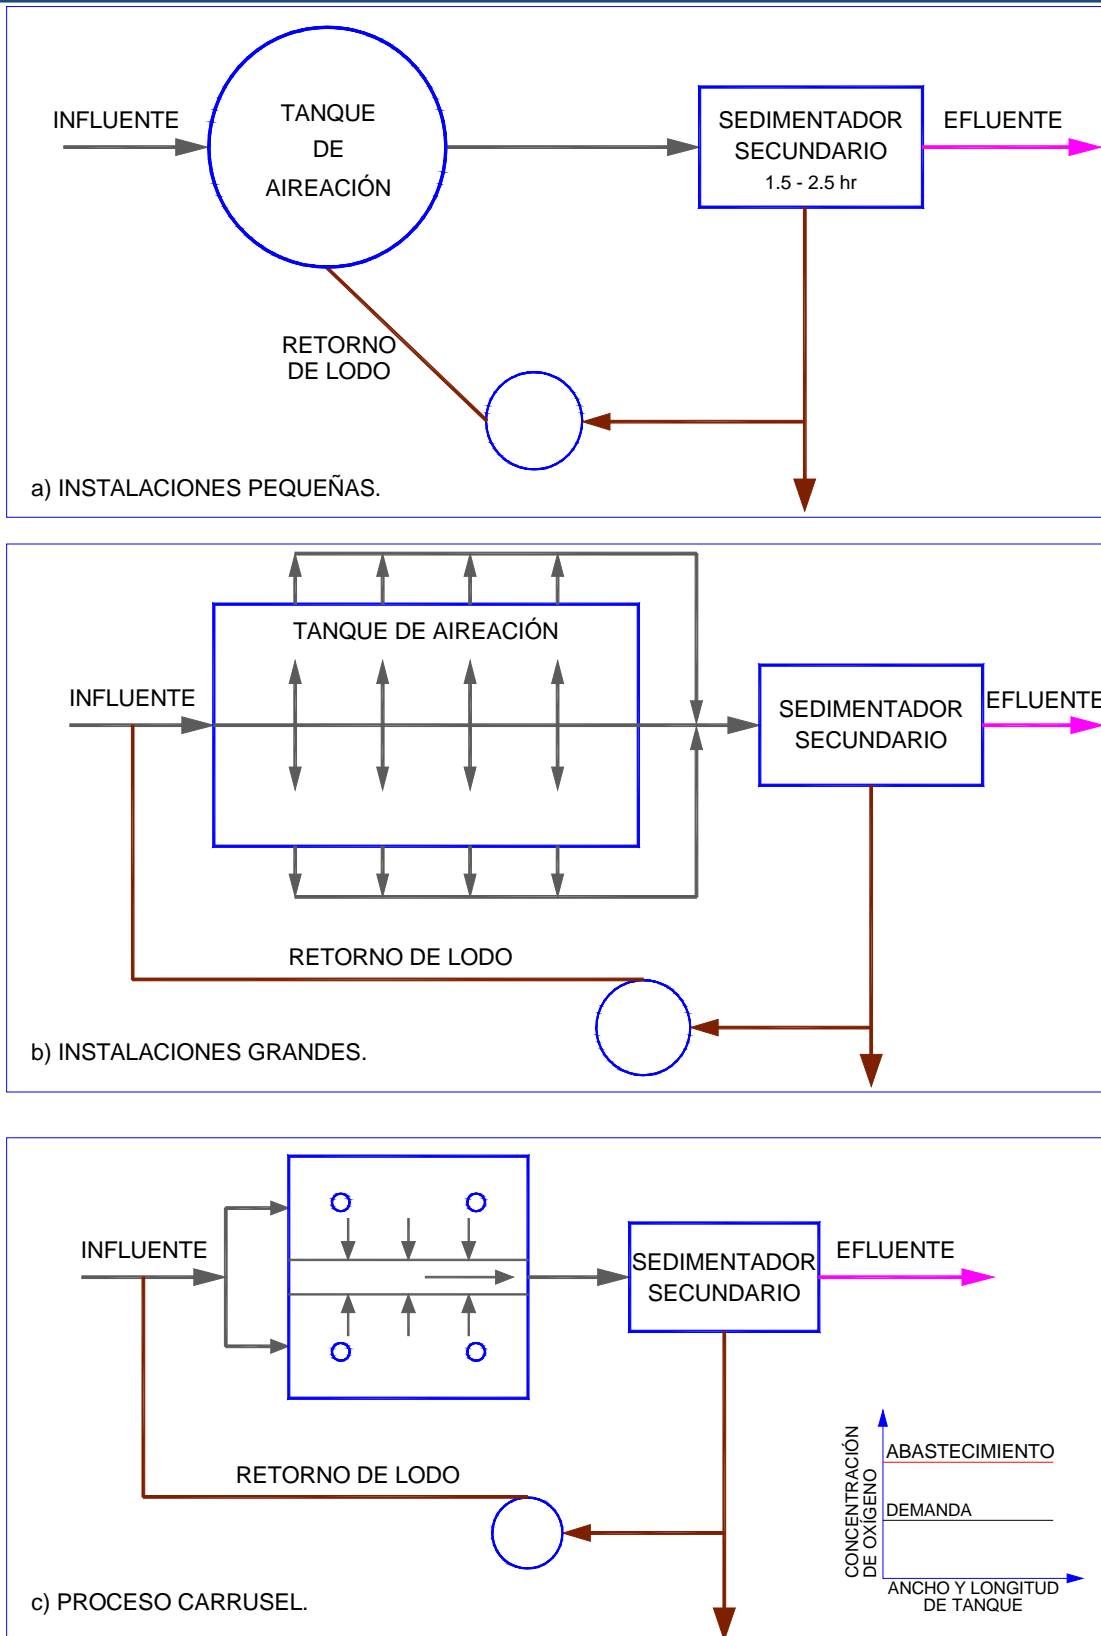 INFLUENTE
TANQUE
DE
AIREACIÓN
SEDIMENTADOR
SECUNDARIO
1.5 - 2.5 hr
EFLUENTE
RETORNO
DE LODO
a) INSTALACIONES PEQUEÑAS.
TANQUE DE AIREACIÓN
INFLUENTE
SEDIMENTADOR
SECUNDARIO
EFLUENTE
RETORNO DE LODO
b) INSTALACIONES GRANDES.
INFLUENTE
SEDIMENTADOR
SECUNDARIO
EFLUENTE
RETORNO DE LODO
CONCENTRACIÓN
DE OXÍGENO
ABASTECIMIENTO
DEMANDA
ANCHO Y LONGITUD
DE TANQUE
c) PROCESO CARRUSEL.